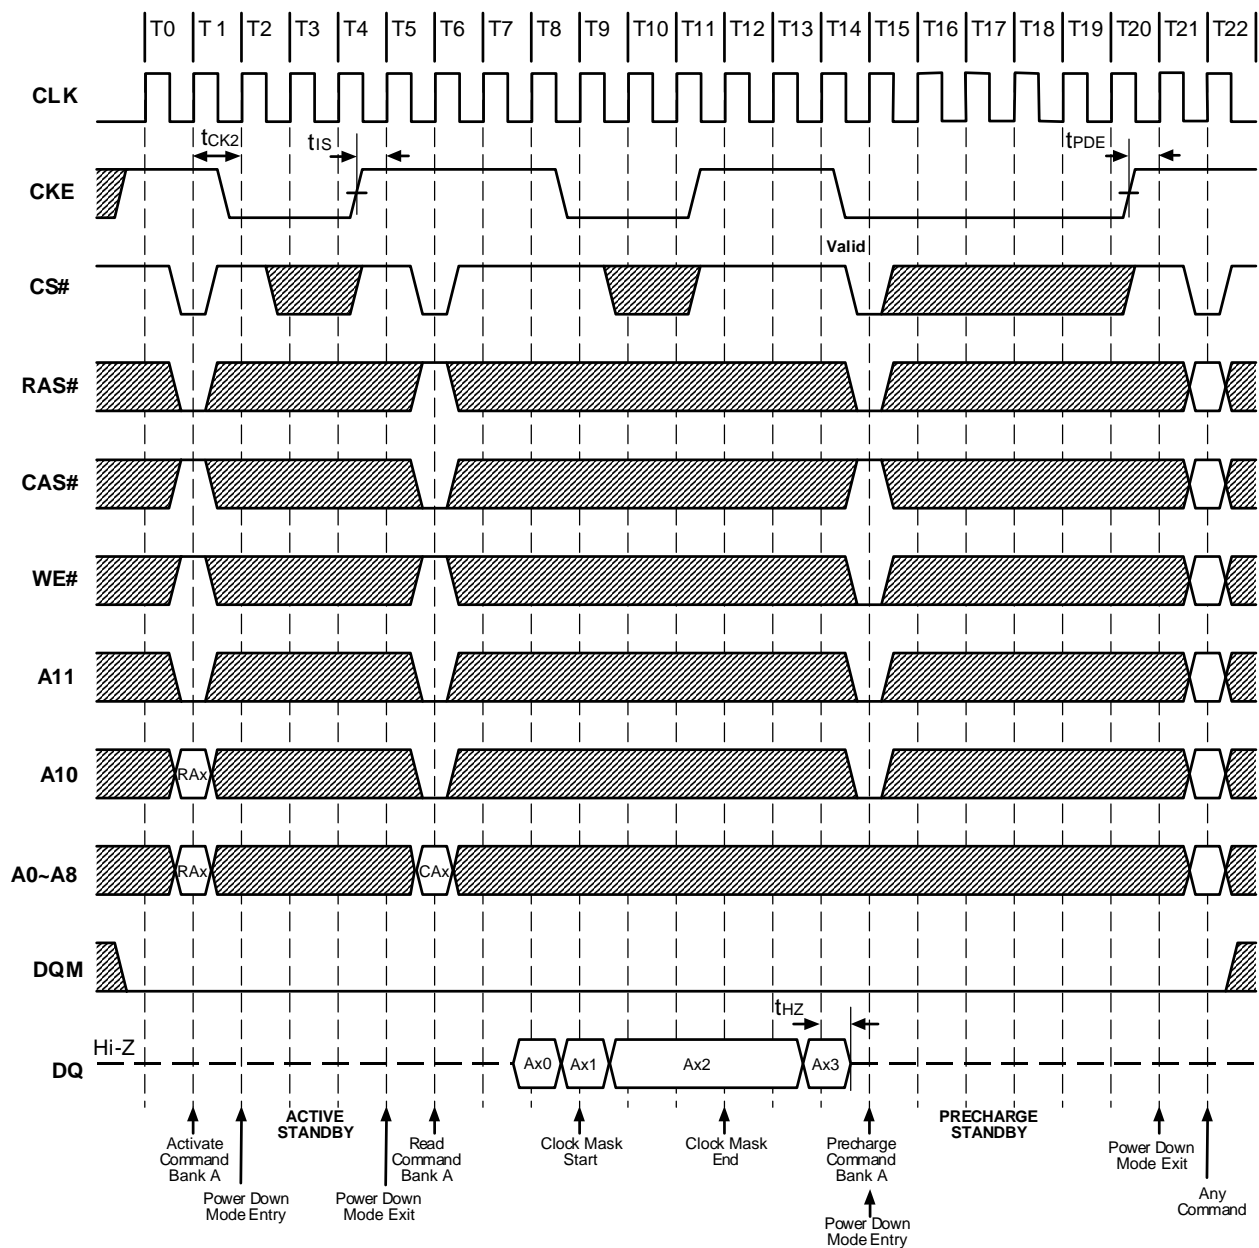 T0 T1 T2 T3 T4 T5 T6 T7 T8 T9 T10 T11 T12 T13 T14 T15 T16 T17 T18 T19 T20 T21 T22
CLK
tCK2 tIS tPDE
CKE
Valid
CS#
RAS#
CAS#
WE#
A11
A10 RAx
A0~A8 RAx CAx
DQM
tHZ
Hi-Z
DQ Ax0 Ax1 Ax2 Ax3
ACTIVE
STANDBY
PRECHARGE
STANDBY
Activate
Command
Bank A
Power Down
Mode Entry
Power Down
Mode Exit
Read
Command
Bank A
Clock Mask
Start
Clock Mask
End
Precharge
Command
Bank A
Power Down
Mode Entry
Power Down
Mode Exit
Any
Command